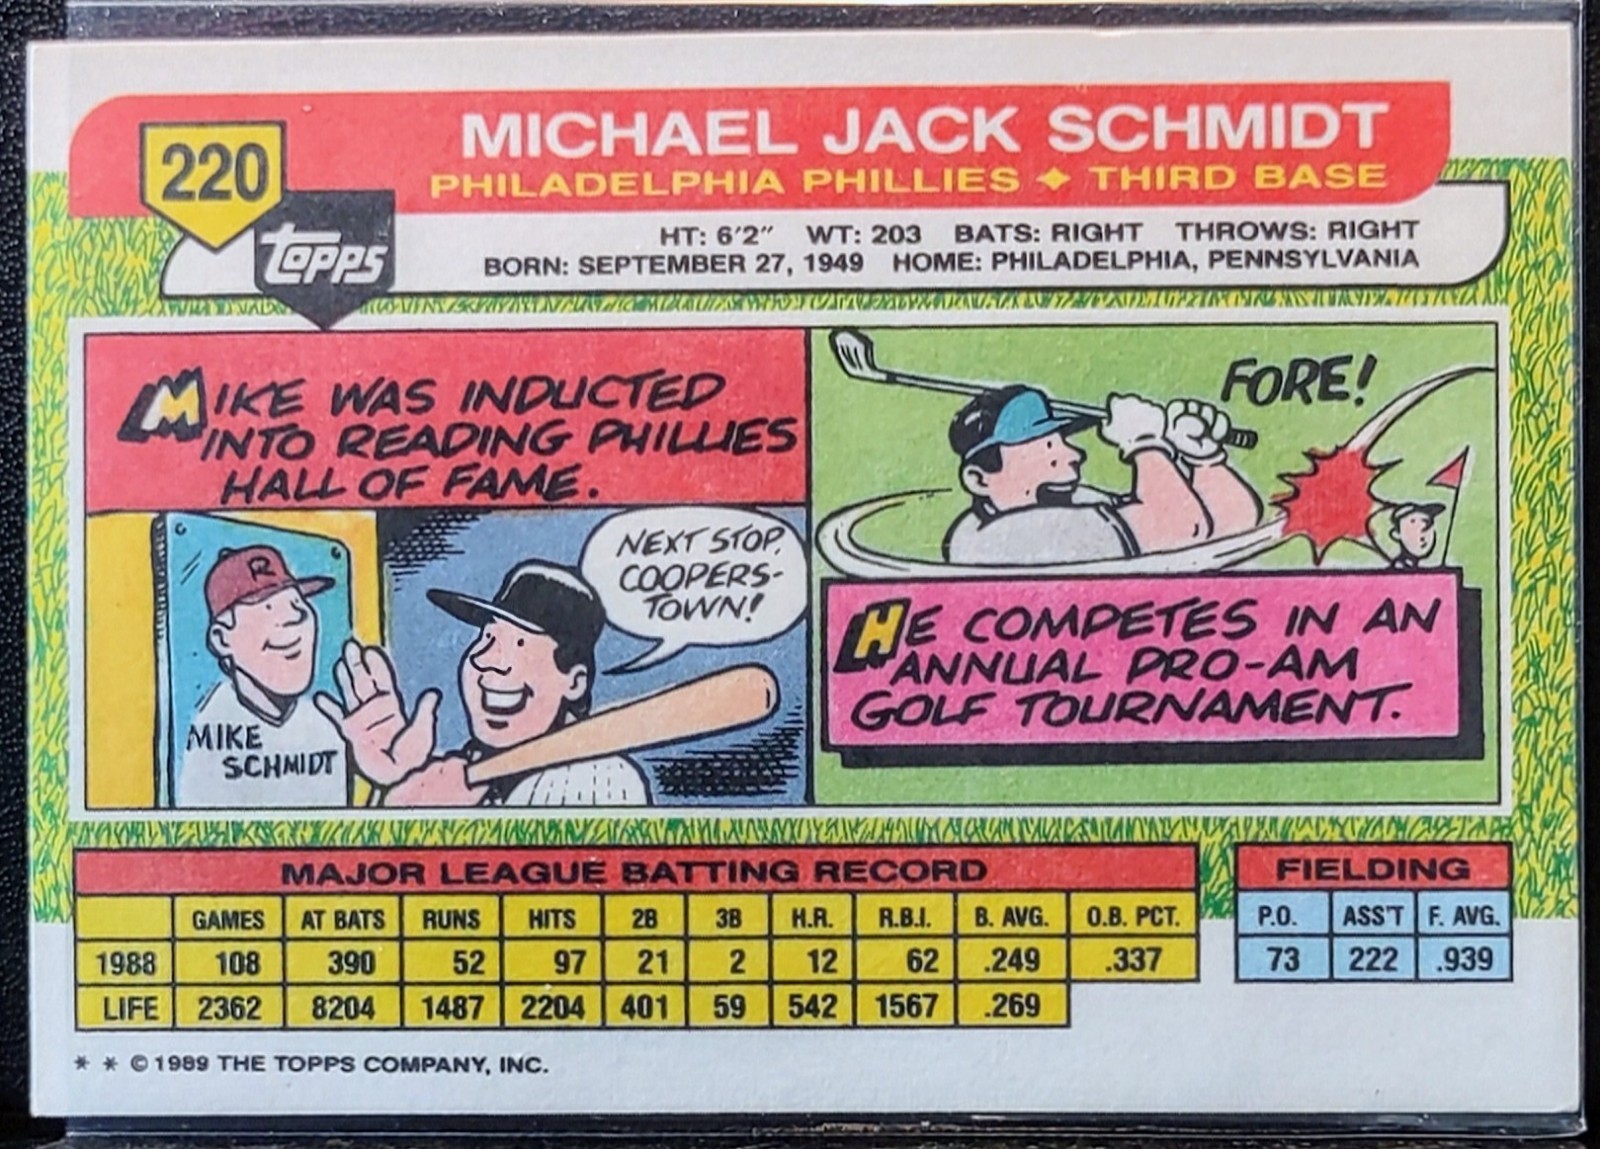 220
topps
MICHAEL JACK SCHMIDT
PHILADELPHIA PHILLIES ✦ THIRD BASE
HT: 6'2" WT: 203 BATS: RIGHT THROWS: RIGHT
BORN: SEPTEMBER 27, 1949 HOME: PHILADELPHIA, PENNSYLVANIA
MIKE WAS INDUCTED
INTO READING PHILLIES
HALL OF FAME.
R
MIKE
SCHMIDT
NEXT STOP,
COOPERS-
TOWN!
FORE!
HE COMPETES IN AN
ANNUAL PRO-AM
GOLF TOURNAMENT.
MAJOR LEAGUE BATTING RECORD
GAMES AT BATS RUNS HITS 2B 3B H.R. R.B.I. B. AVG. O.B. PCT.
1988 108 390 52 97 21 2 12 62 .249 .337
LIFE 2362 8204 1487 2204 401 59 542 1567 .269
FIELDING
P.O. ASS'T F. AVG.
73 222 .939
* * © 1989 THE TOPPS COMPANY, INC.